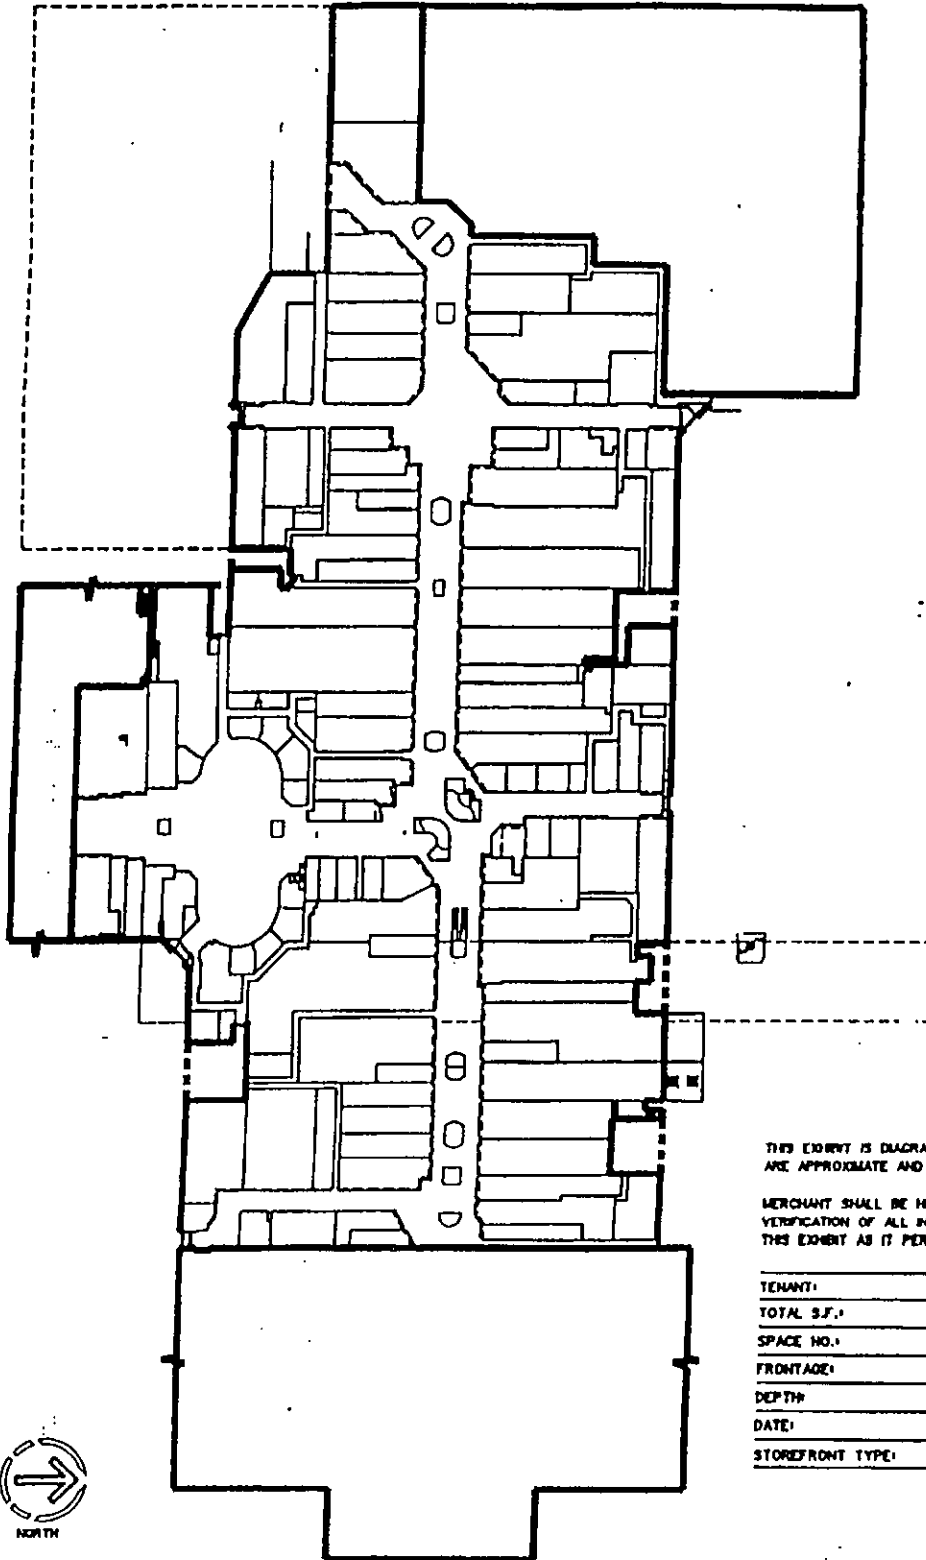 THIS EXHIBIT IS DIAGRA
ARE APPROXIMATE AND
MERCHANT SHALL BE H
VERIFICATION OF ALL IN
THIS EXHIBIT AS IT PER
TENANT:
TOTAL S.F.:
SPACE NO.:
FRONTAGE:
DEPTH:
DATE:
STOREFRONT TYPE:
NORTH